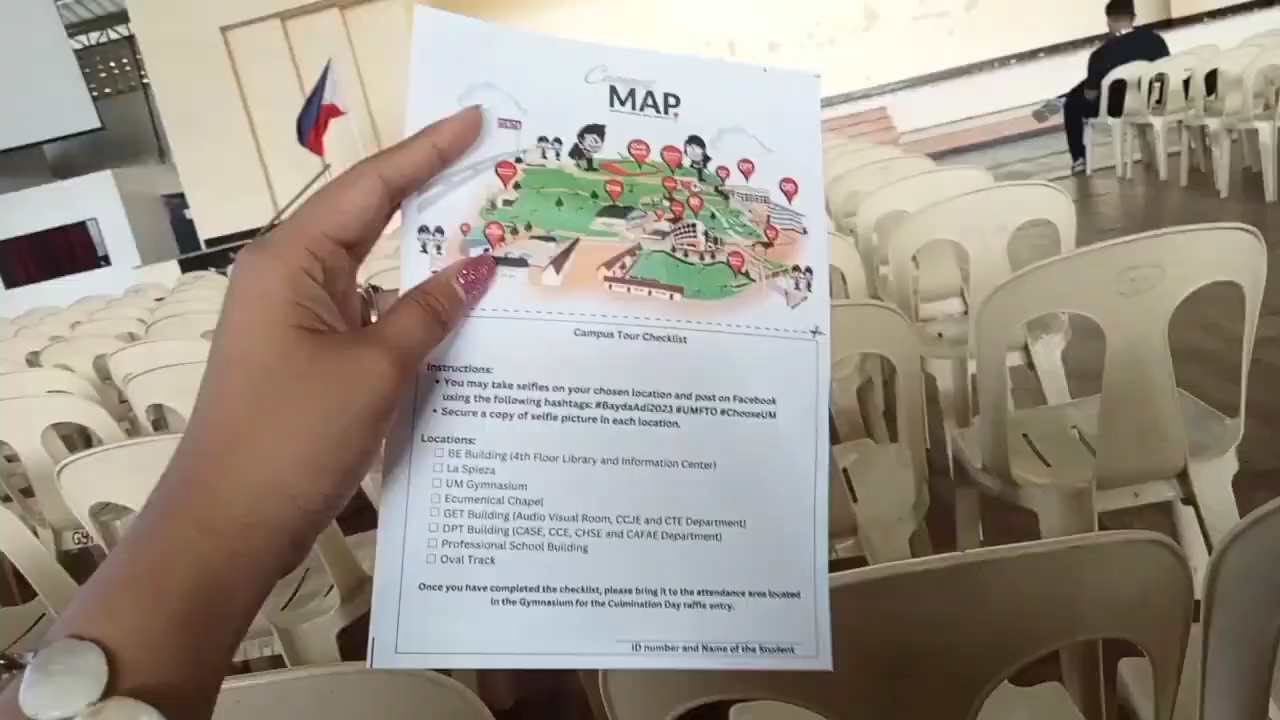 Campus
MAP
Campus Tour Checklist
Instructions:
• You may take selfies on your chosen location and post on Facebook
using the following hashtags: #BaydaAdi2023 #UMFTO #ChooseUM
• Secure a copy of selfie picture in each location.
Locations:
☐ BE Building (4th Floor Library and Information Center)
☐ La Spieza
☐ UM Gymnasium
☐ Ecumenical Chapel
☐ GET Building (Audio Visual Room, CCJE and CTE Department)
☐ DPT Building (CASE, CCE, CHSE and CAFAE Department)
☐ Professional School Building
☐ Oval Track
Once you have completed the checklist, please bring it to the attendance area located
in the Gymnasium for the Culmination Day raffle entry.
ID number and Name of the Student